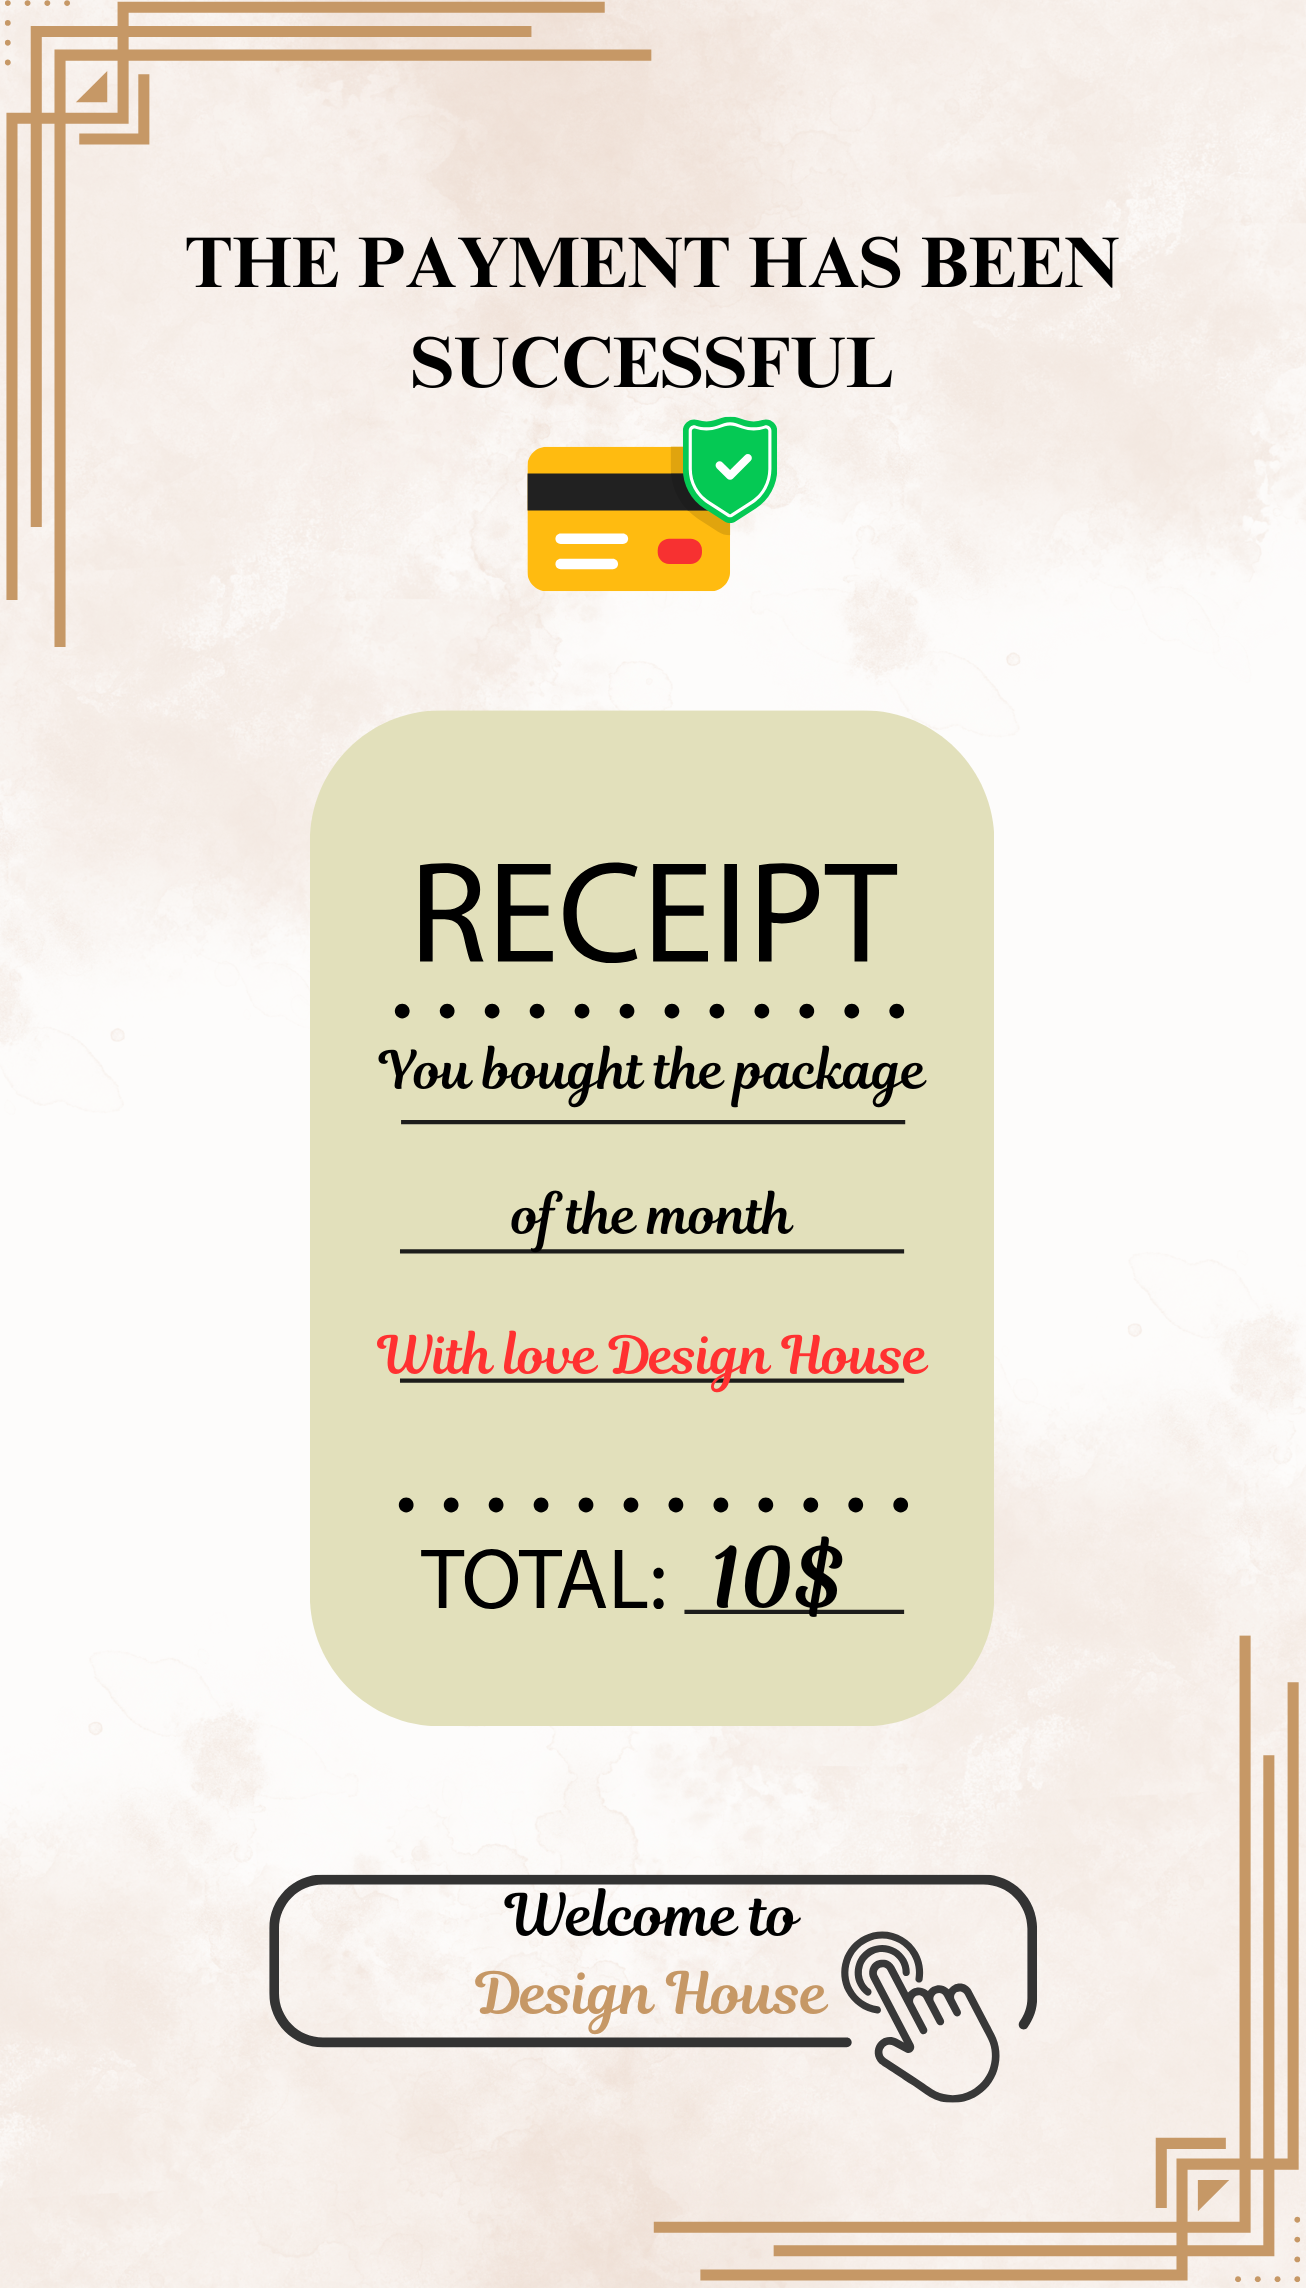 THE PAYMENT HAS BEEN
SUCCESSFUL
RECEIPT
You bought the package
of the month
With love Design House
TOTAL: 10$
Welcome to
Design House